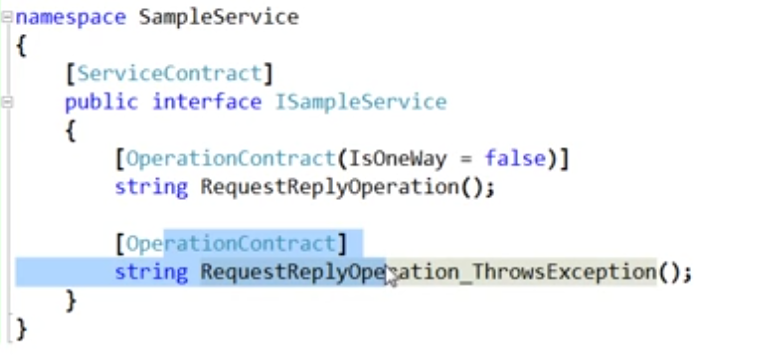 namespace SampleService
{
    [ServiceContract]
    public interface ISampleService
    {
        [OperationContract(IsOneWay = false)]
        string RequestReplyOperation();

        [OperationContract]
        string RequestReplyOperation_ThrowsException();
    }
}